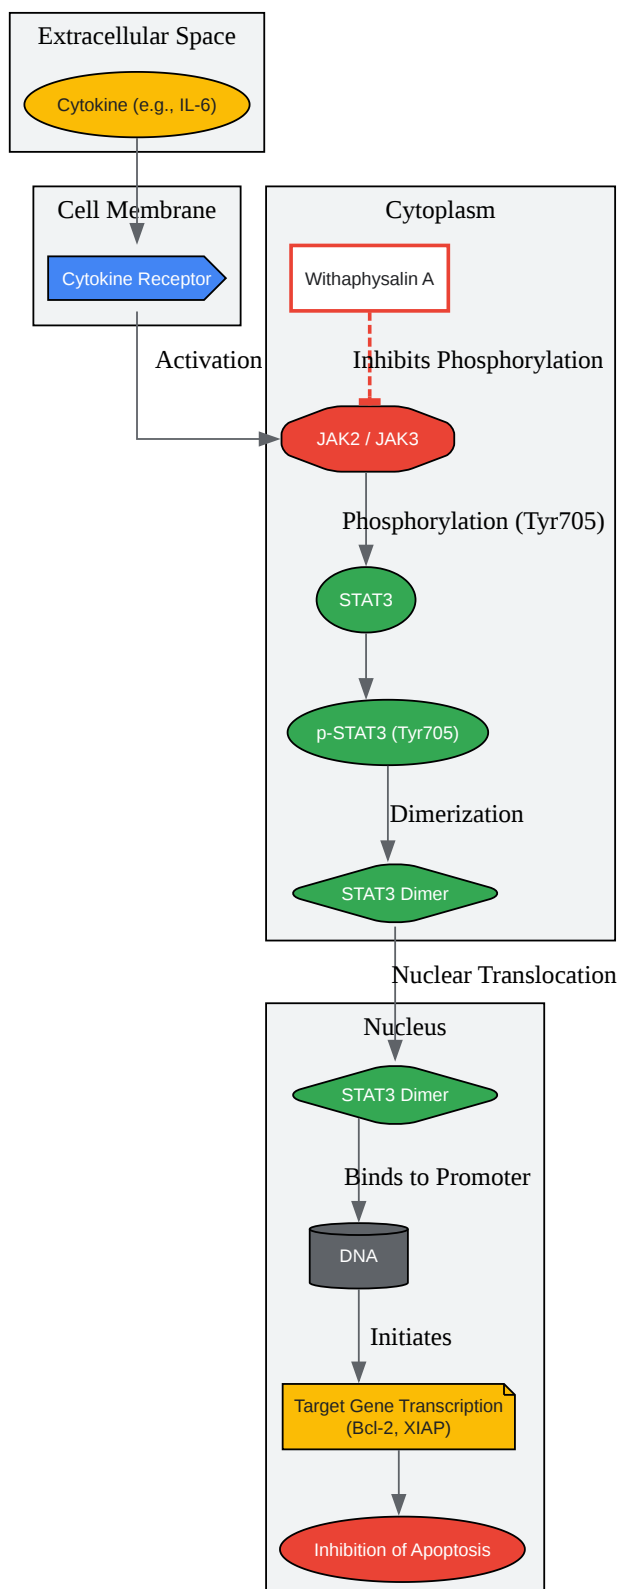 Extracellular Space
Cytokine (e.g., IL-6)
Cell Membrane
Cytokine Receptor
Cytoplasm
Withaphysalin A
Activation
Inhibits Phosphorylation
JAK2 / JAK3
Phosphorylation (Tyr705)
STAT3
p-STAT3 (Tyr705)
Dimerization
STAT3 Dimer
Nuclear Translocation
Nucleus
STAT3 Dimer
Binds to Promoter
DNA
Initiates
Target Gene Transcription
(Bcl-2, XIAP)
Inhibition of Apoptosis